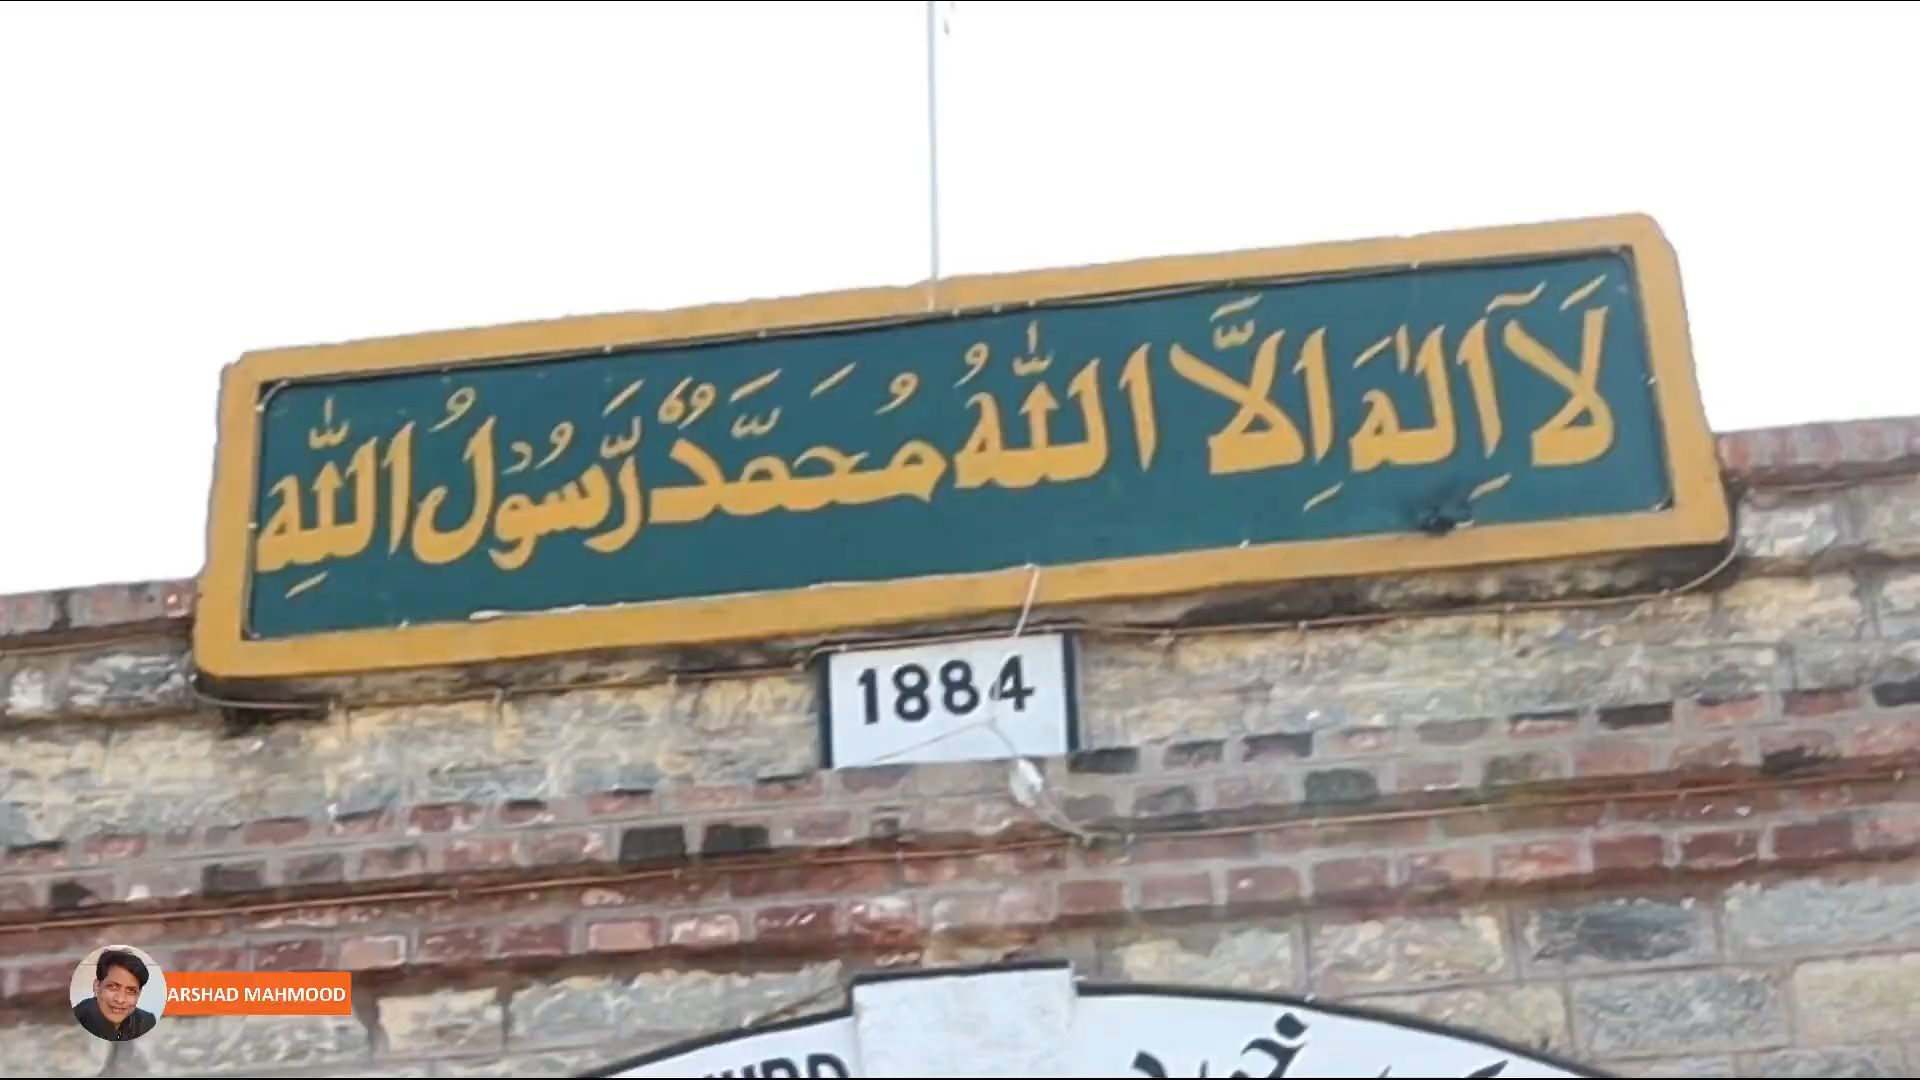 لَآ اِلٰهَ اِلَّا اللّٰهُ مُحَمَّدٌ رَّسُوْلُ اللّٰهِ
1884
ARSHAD MAHMOOD